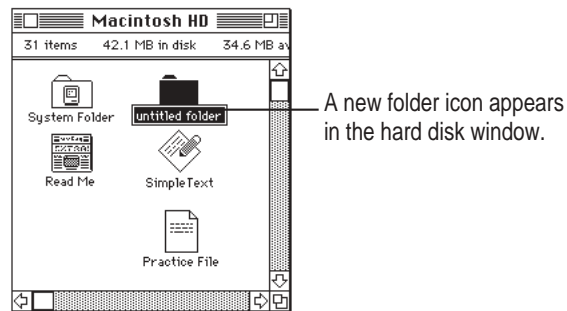 Macintosh HD
31 items 42.1 MB in disk 34.6 MB av
System Folder untitled folder
Read Me SimpleText
Practice File
A new folder icon appears
in the hard disk window.